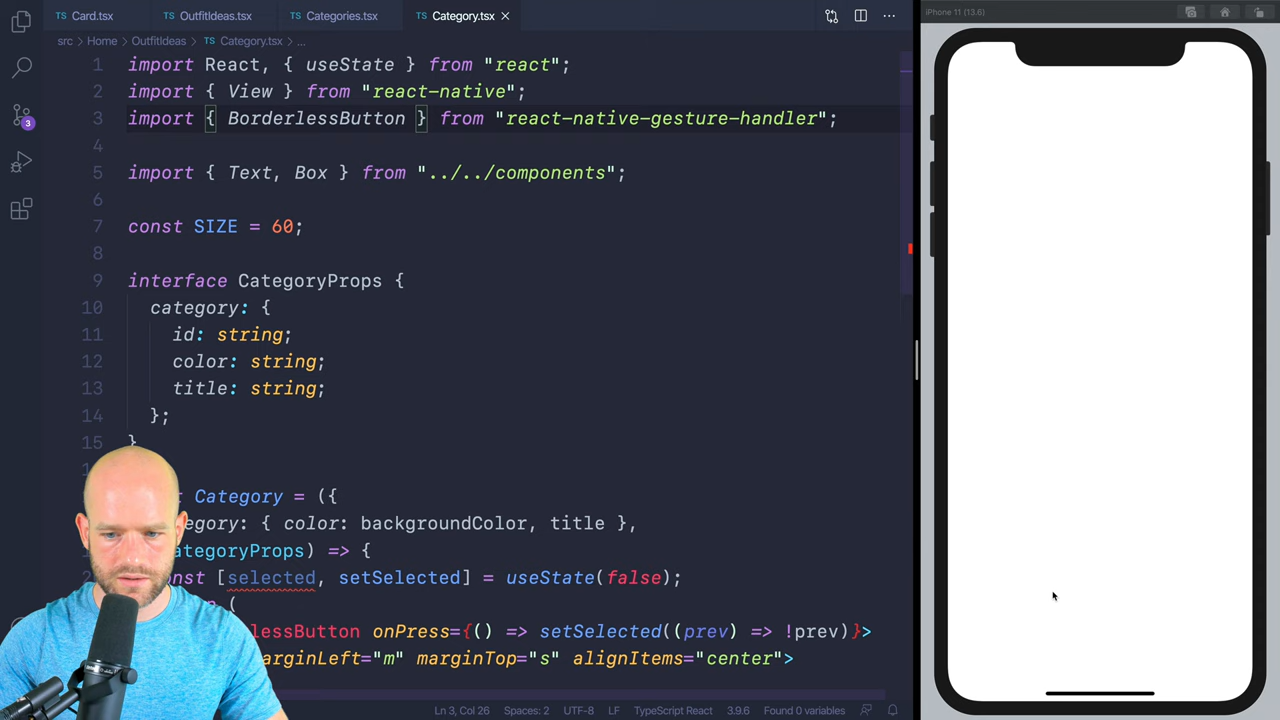 Card.tsx OutfitIdeas.tsx Categories.tsx Category.tsx
iPhone 11 (13.6)
src Home OutfitIdeas Category.tsx ...
1 import React, { useState } from "react";
2 import { View } from "react-native";
3 import { BorderlessButton } from "react-native-gesture-handler";
4
5 import { Text, Box } from "../../components";
6
7 const SIZE = 60;
8
9 interface CategoryProps {
10 category: {
11 id: string;
12 color: string;
13 title: string;
14 };
15 }
Category = ({
egory: { color: backgroundColor, title },
ategoryProps) => {
onst [selected, setSelected] = useState(false);
(
lessButton onPress={() => setSelected((prev) => !prev)}>
arginLeft="m" marginTop="s" alignItems="center">
3
Ln 3, Col 26 Spaces: 2 UTF-8 LF TypeScript React 3.9.6 Found 0 variables